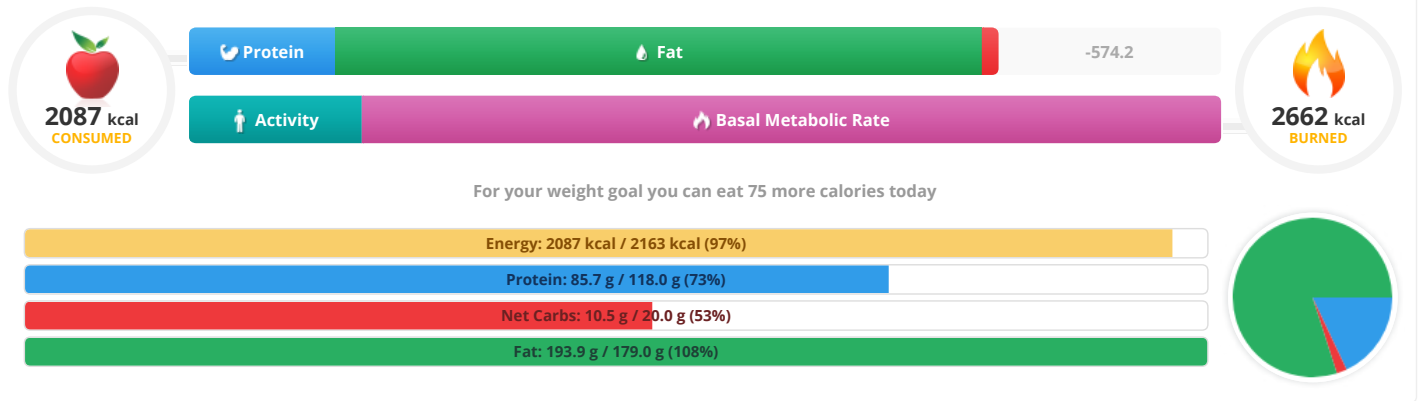 2087 kcal
CONSUMED
Protein
Fat
-574.2
Activity
Basal Metabolic Rate
2662 kcal
BURNED
For your weight goal you can eat 75 more calories today
Energy: 2087 kcal / 2163 kcal (97%)
Protein: 85.7 g / 118.0 g (73%)
Net Carbs: 10.5 g / 20.0 g (53%)
Fat: 193.9 g / 179.0 g (108%)